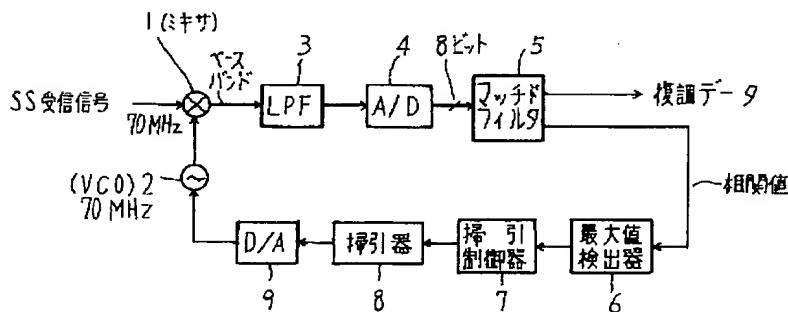 1(ミキサ)
ベース
バンド
3
4
8ビット
5
SS受信信号
70MHz
LPF
A/D
マッチド
フィルタ
復調データ
(VCO)2
70MHz
相関値
D/A
掃引器
掃引
制御器
最大値
検出器
9
8
7
6